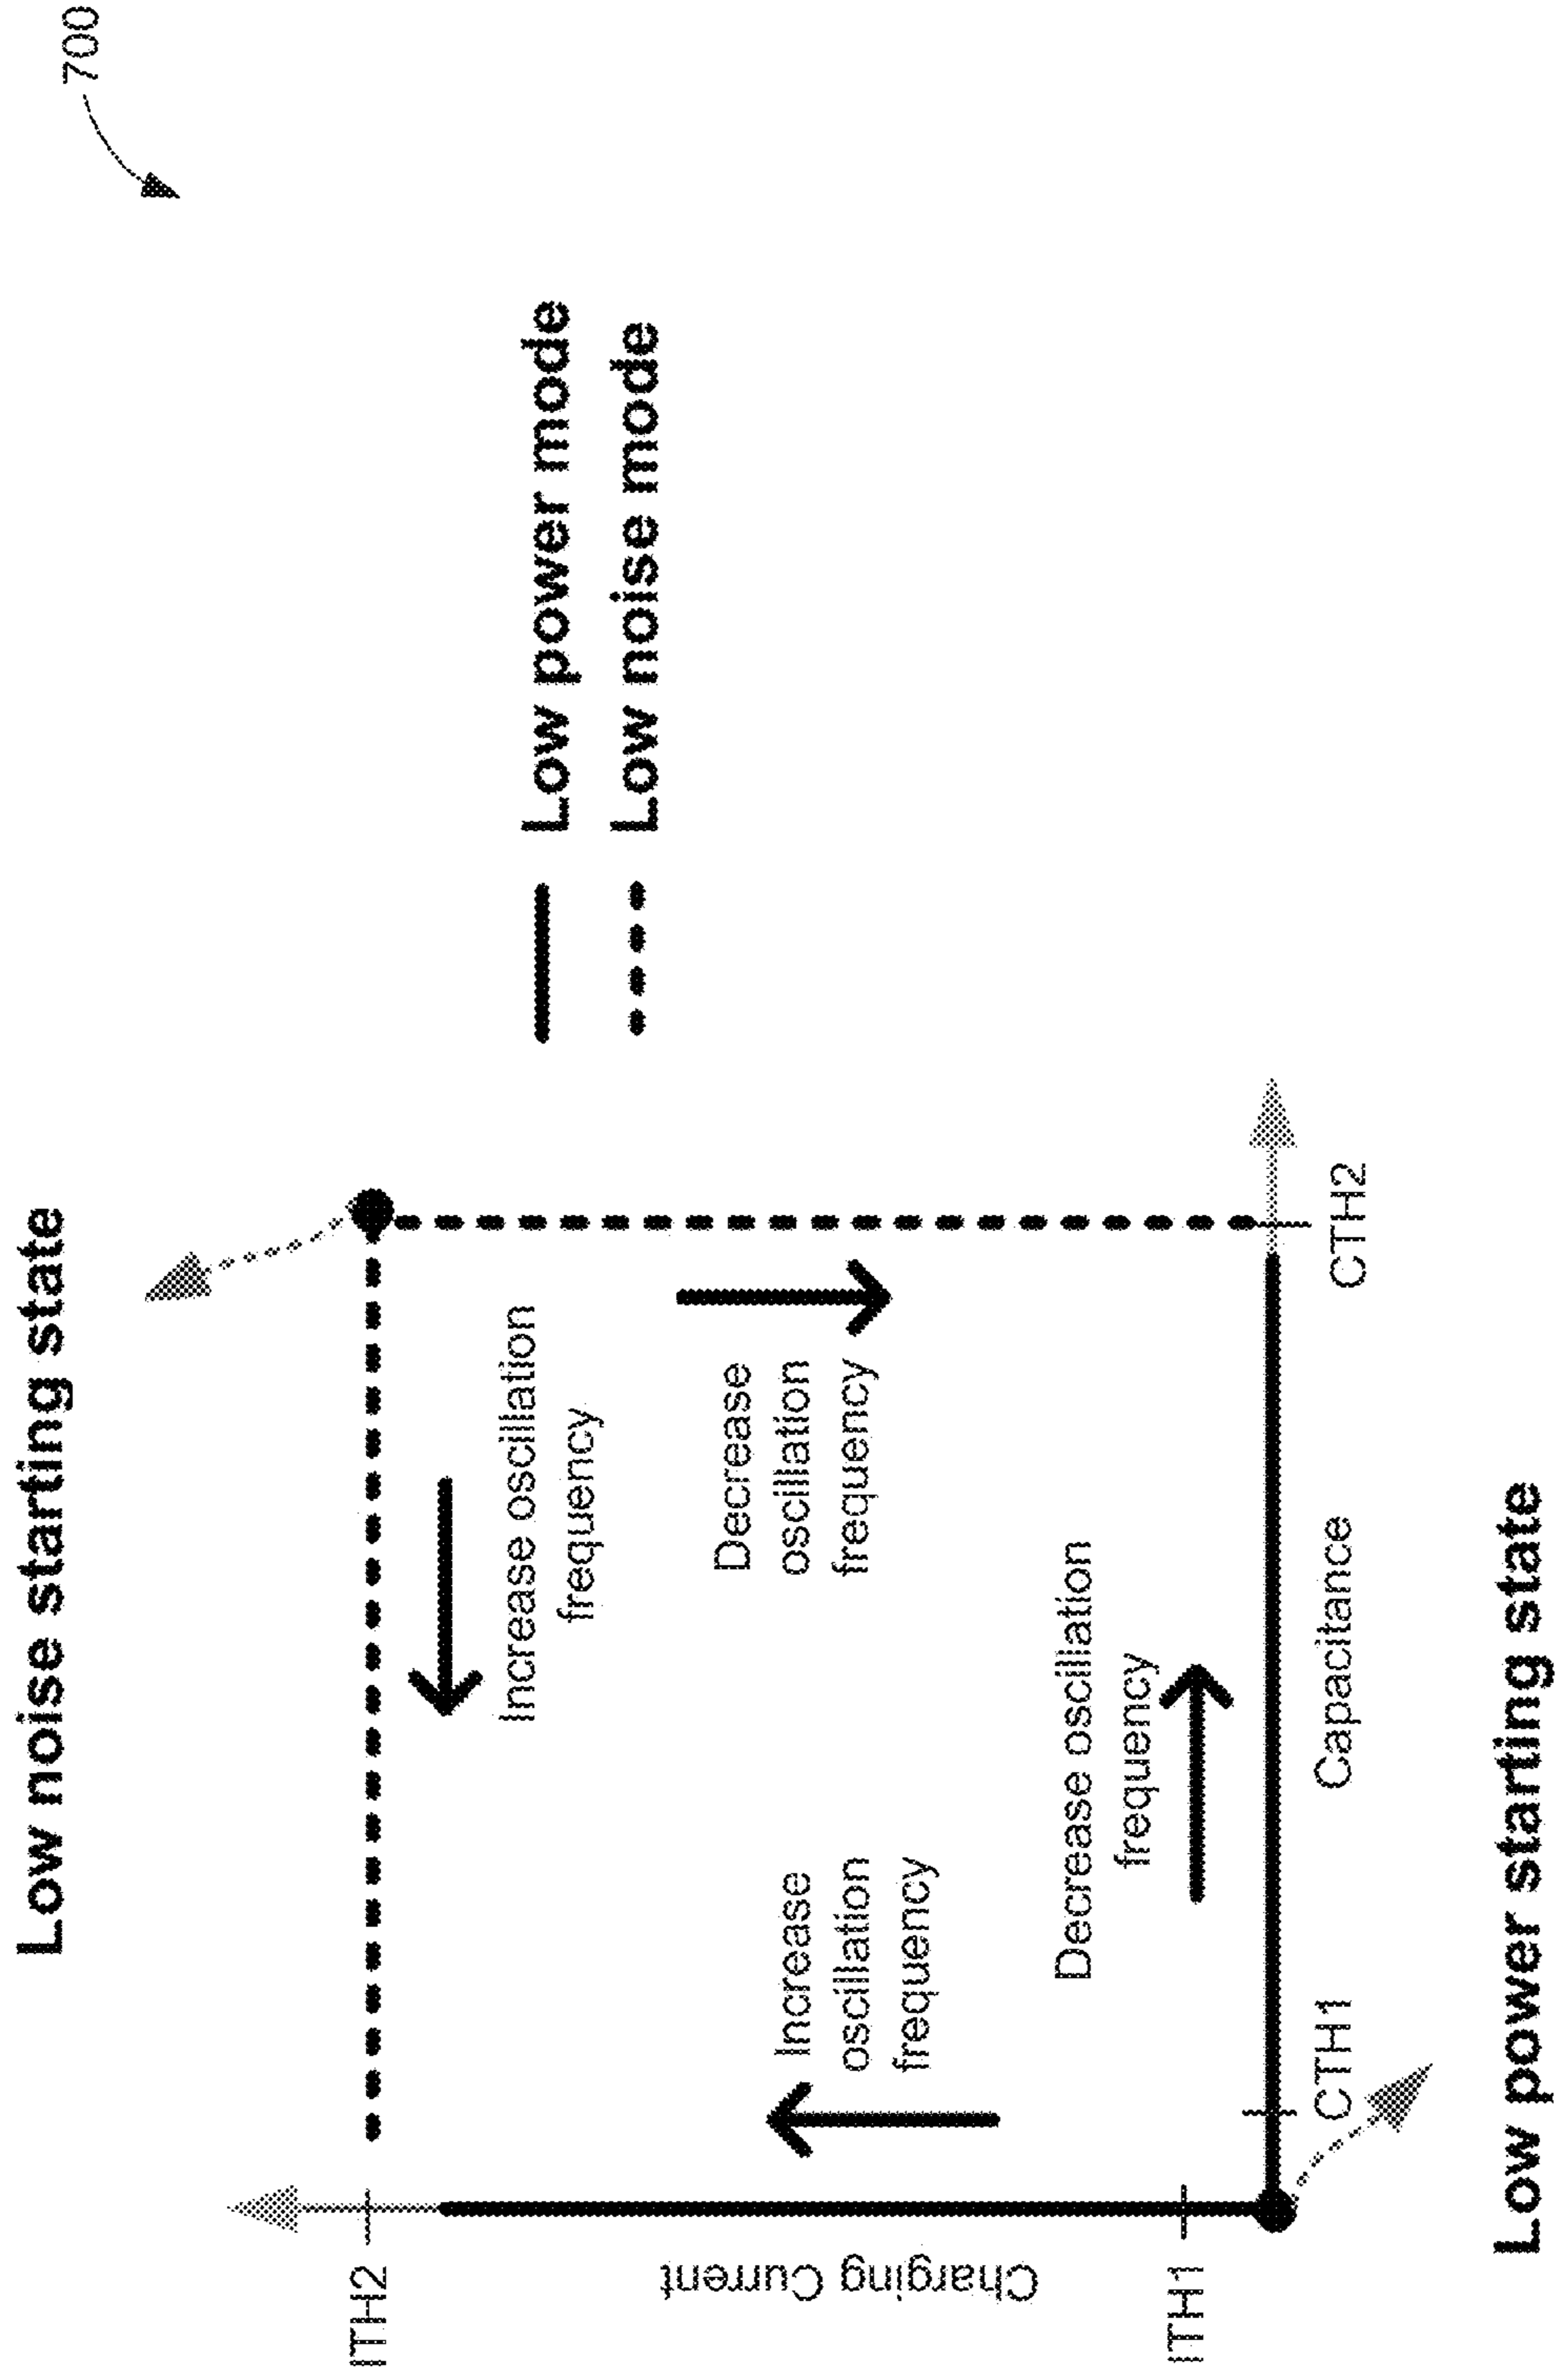 700
Low noise starting state
ITH2
Increase oscillation
frequency
Low power mode
Low noise mode
Decrease
oscillation
frequency
Increase
oscillation
frequency
Charging Current
Decrease oscillation
frequency
ITH1
CTH1
Capacitance
CTH2
Low power starting state